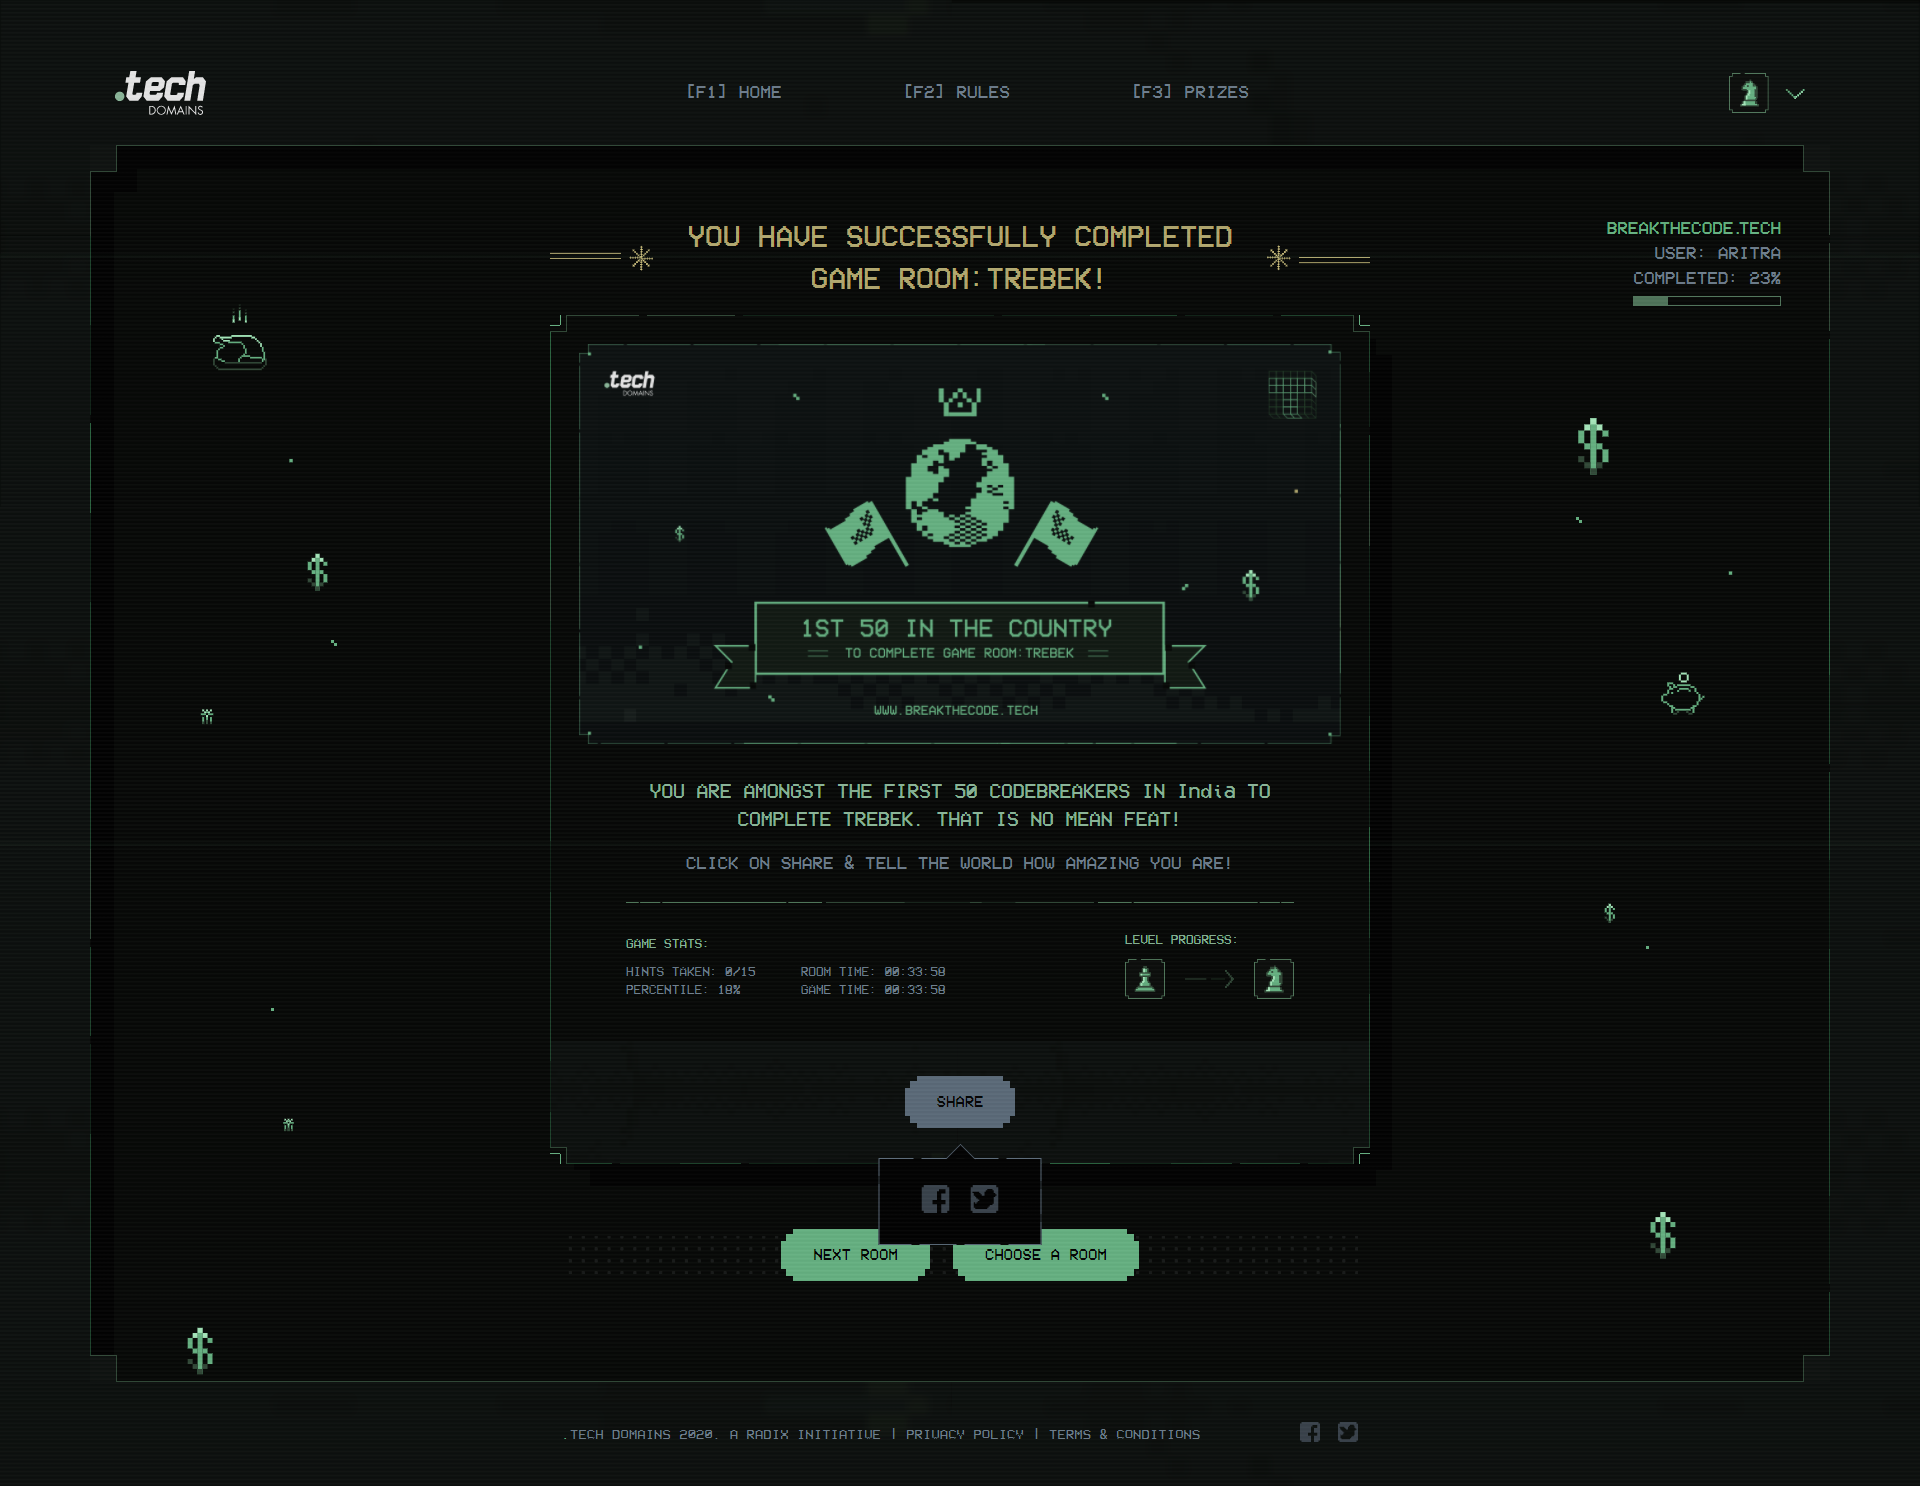 .tech
DOMAINS
[F1] HOME
[F2] RULES
[F3] PRIZES
YOU HAVE SUCCESSFULLY COMPLETED
GAME ROOM:TREBEK!
BREAKTHECODE.TECH
USER: ARITRA
COMPLETED: 23%
.tech
DOMAINS
1ST 50 IN THE COUNTRY
TO COMPLETE GAME ROOM:TREBEK
WWW.BREAKTHECODE.TECH
YOU ARE AMONGST THE FIRST 50 CODEBREAKERS IN India TO
COMPLETE TREBEK. THAT IS NO MEAN FEAT!
CLICK ON SHARE & TELL THE WORLD HOW AMAZING YOU ARE!
GAME STATS:
HINTS TAKEN: 0/15
ROOM TIME: 00:33:50
PERCENTILE: 10%
GAME TIME: 00:33:50
LEVEL PROGRESS:
SHARE
NEXT ROOM
CHOOSE A ROOM
.TECH DOMAINS 2020. A RADIX INITIATIVE | PRIVACY POLICY | TERMS & CONDITIONS